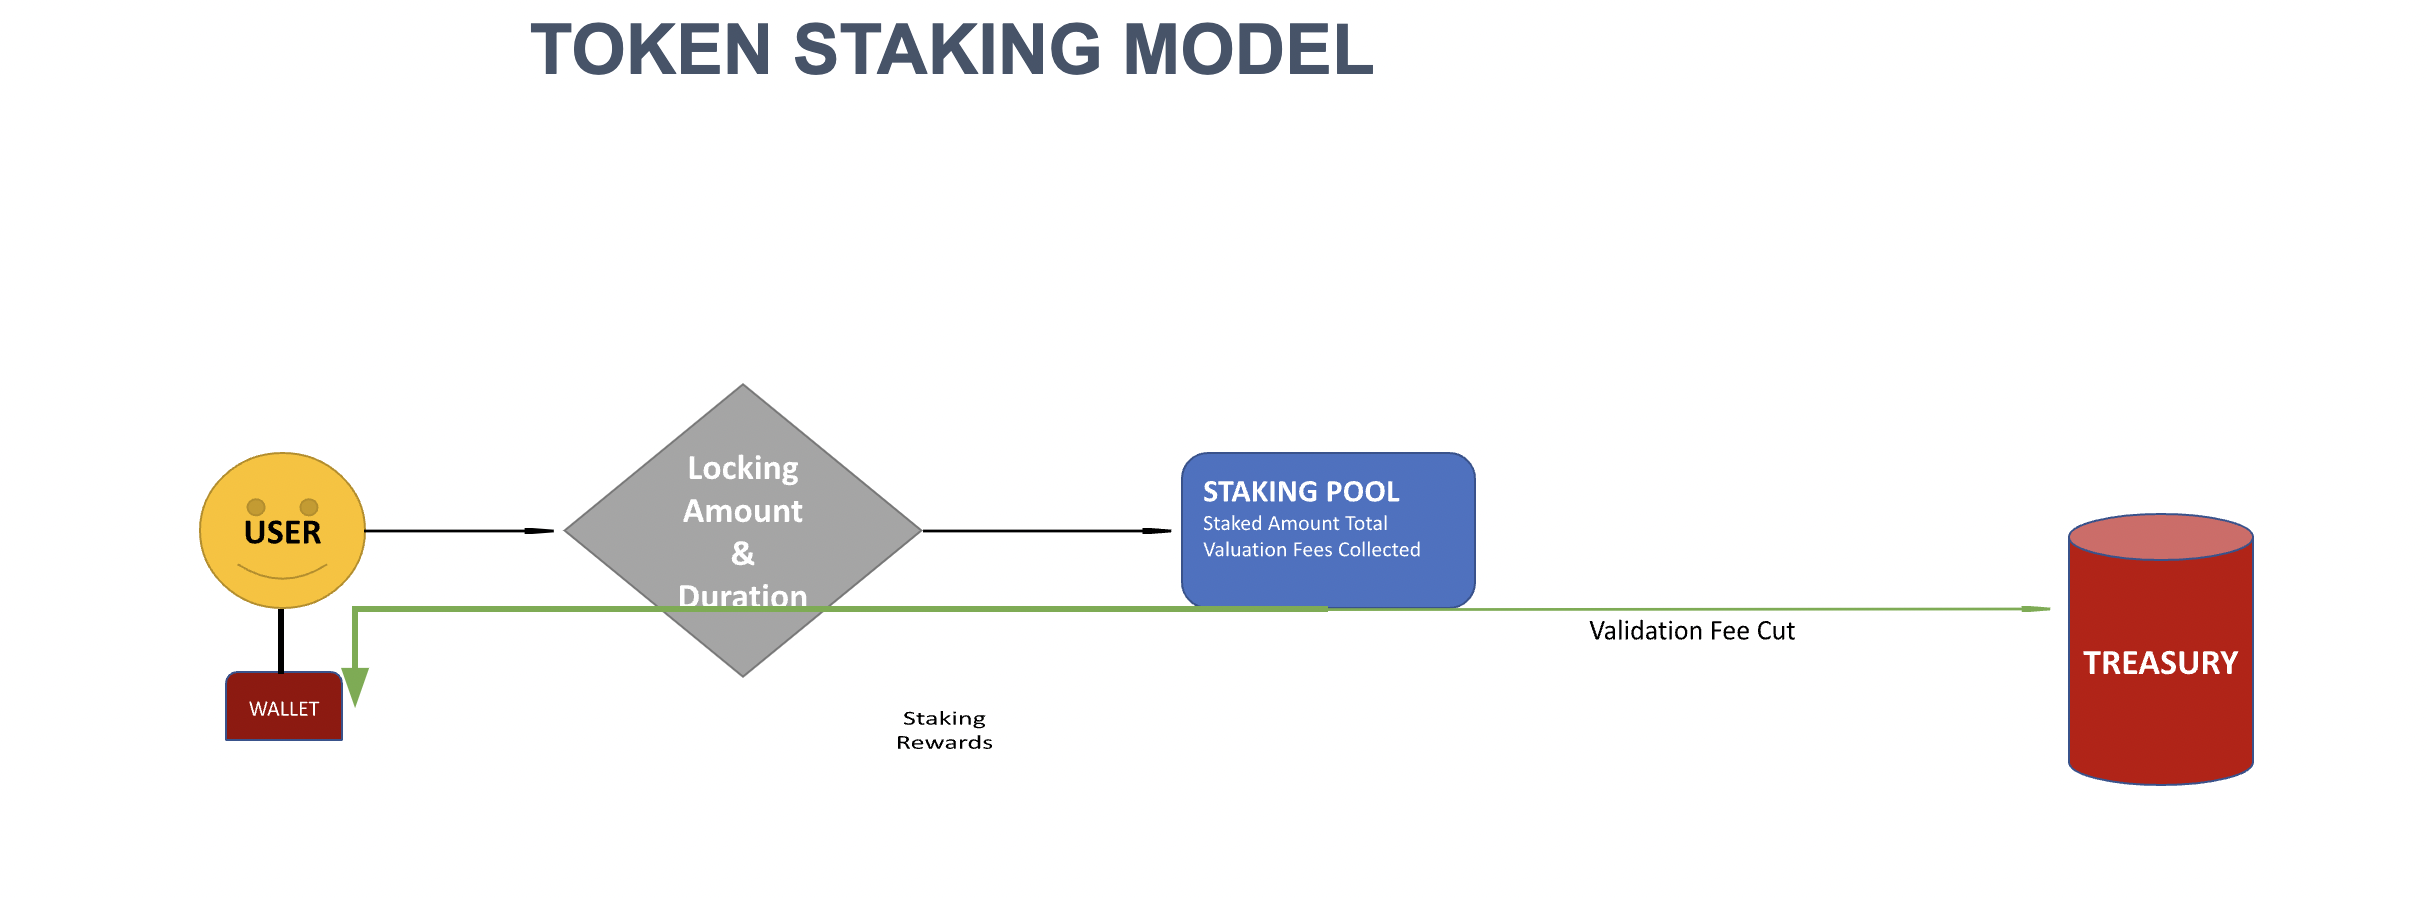 TOKEN STAKING MODEL
Locking
Amount
&
Duration
USER
STAKING POOL
Staked Amount Total
Valuation Fees Collected
Validation Fee Cut
TREASURY
WALLET
Staking
Rewards